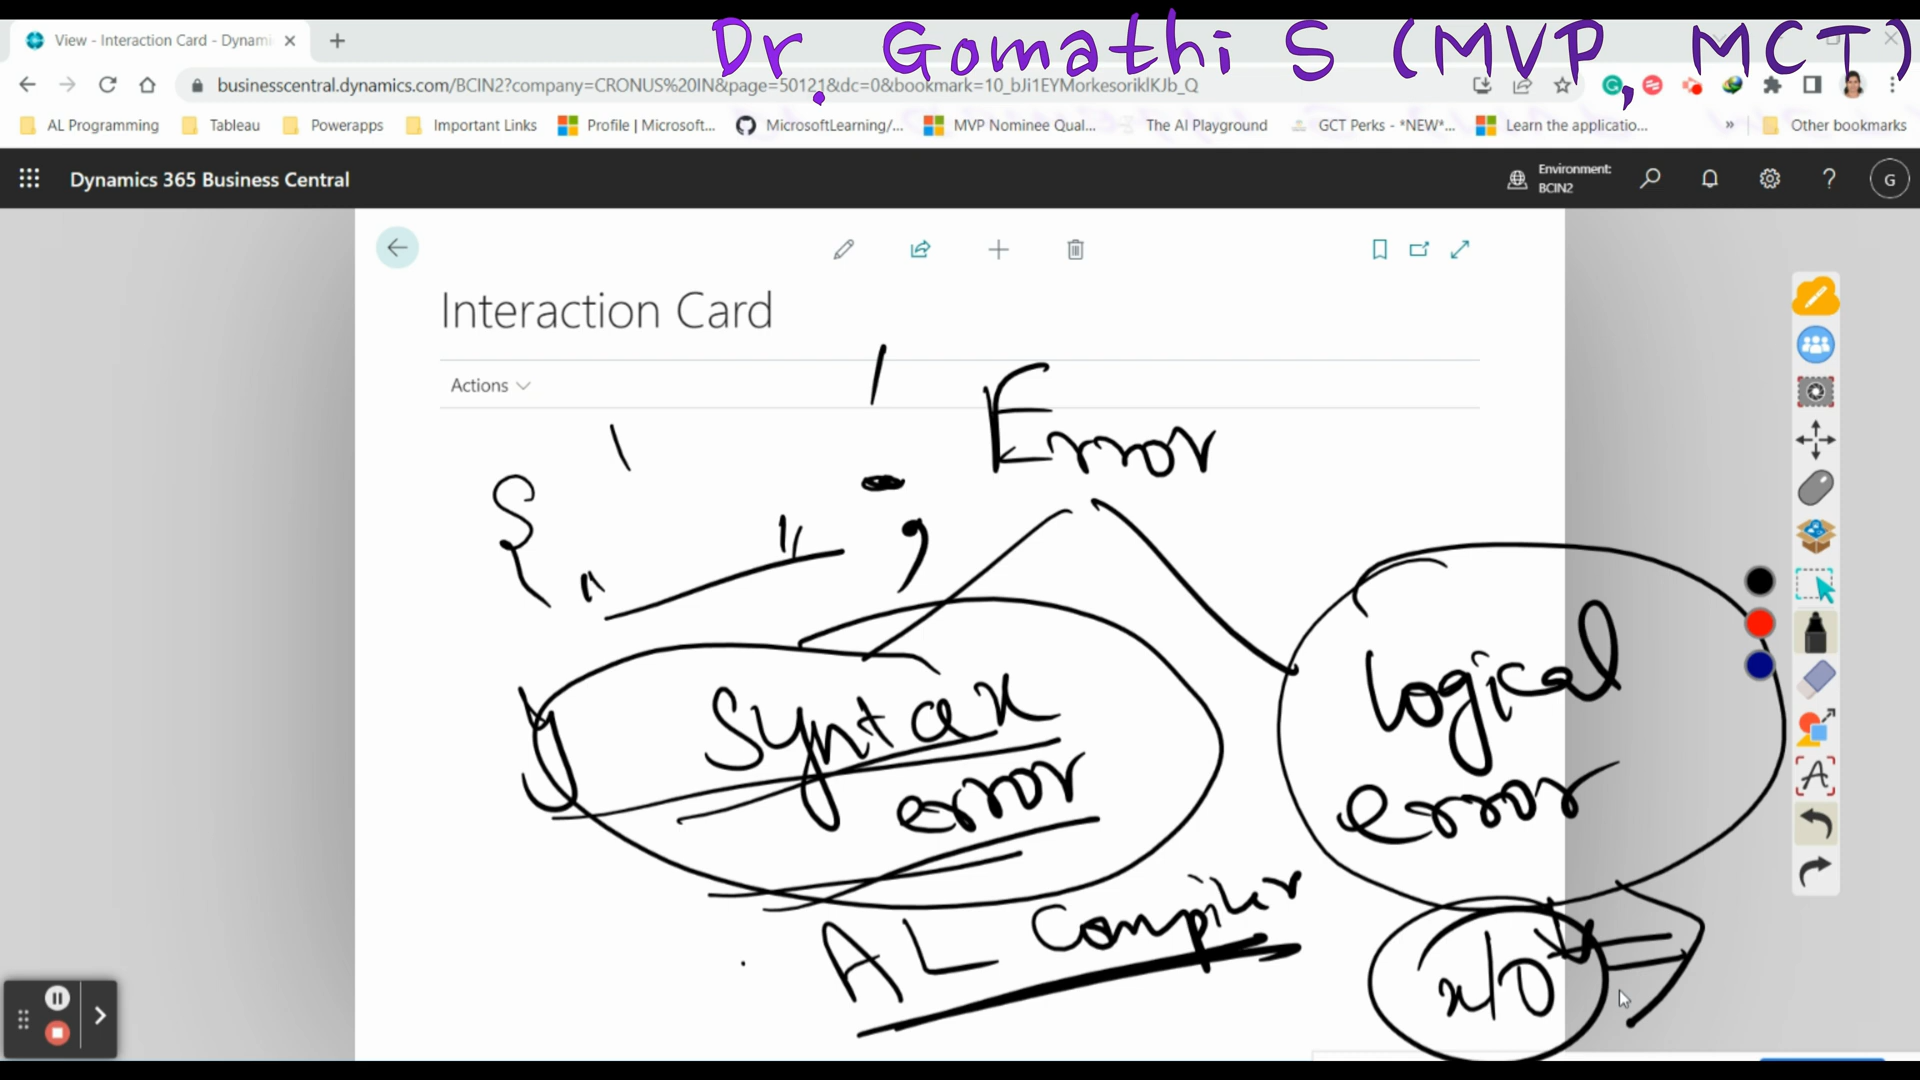 Dr. Gomathi S (MVP, MCT)
View - Interaction Card - Dynami
businesscentral.dynamics.com/BCIN2?company=CRONUS%20IN&page=50121&dc=0&bookmark=10_bJi1EYMorkesoriklKJb_Q
AL Programming Tableau Powerapps Important Links Profile | Microsoft... MicrosoftLearning/... MVP Nominee Qual... The AI Playground GCT Perks - *NEW*... Learn the applicatio... » Other bookmarks
Dynamics 365 Business Central
Environment:
BCIN2
G
Interaction Card
Actions
Error
;
Syntax
error
logical
error
AL Compiler
x/0